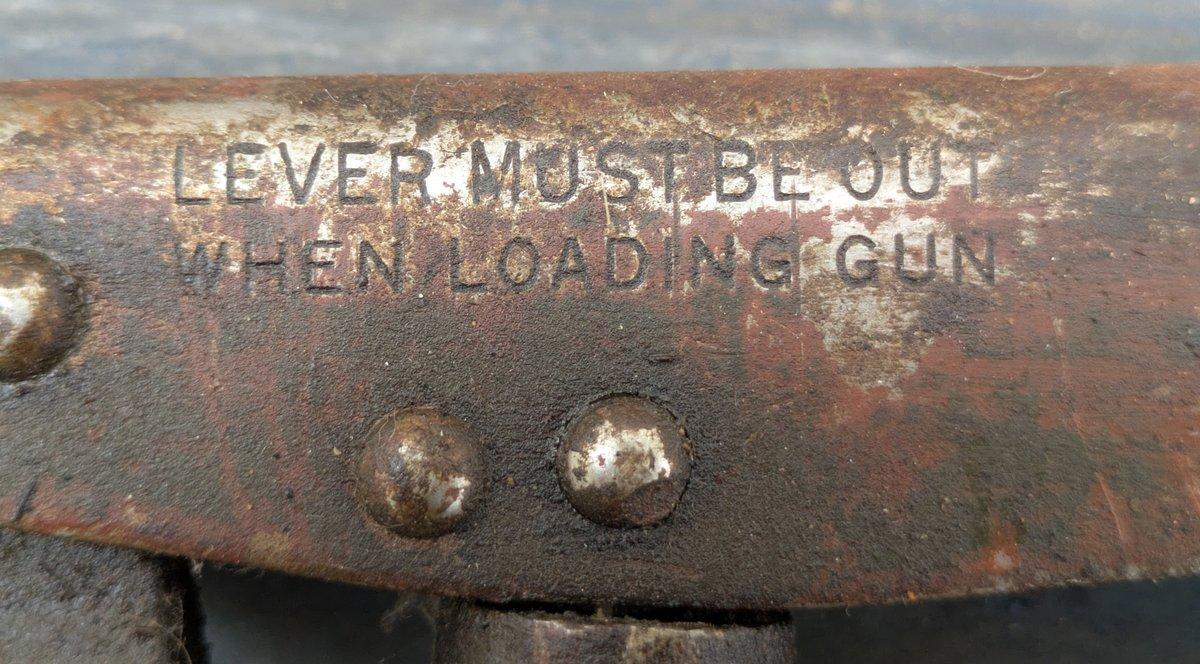 LEVER MUST BE OUT
WHEN LOADING GUN